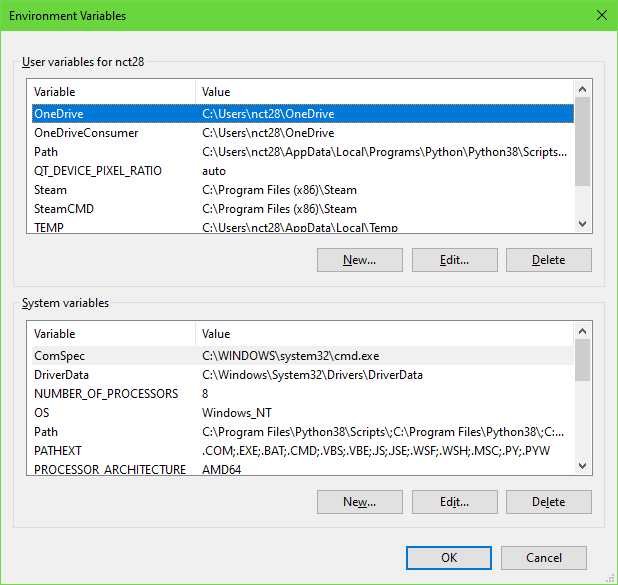 Environment Variables
User variables for nct28
Variable Value
OneDrive C:\Users\nct28\OneDrive
OneDriveConsumer C:\Users\nct28\OneDrive
Path C:\Users\nct28\AppData\Local\Programs\Python\Python38\Scripts...
QT_DEVICE_PIXEL_RATIO auto
Steam C:\Program Files (x86)\Steam
SteamCMD C:\Program Files (x86)\Steam
TEMP C:\Users\nct28\AppData\Local\Temp
New... Edit... Delete
System variables
Variable Value
ComSpec C:\WINDOWS\system32\cmd.exe
DriverData C:\Windows\System32\Drivers\DriverData
NUMBER_OF_PROCESSORS 8
OS Windows_NT
Path C:\Program Files\Python38\Scripts\;C:\Program Files\Python38\;C:...
PATHEXT .COM;.EXE;.BAT;.CMD;.VBS;.VBE;.JS;.JSE;.WSF;.WSH;.MSC;.PY;.PYW
PROCESSOR_ARCHITECTURE AMD64
New... Edit... Delete
OK Cancel